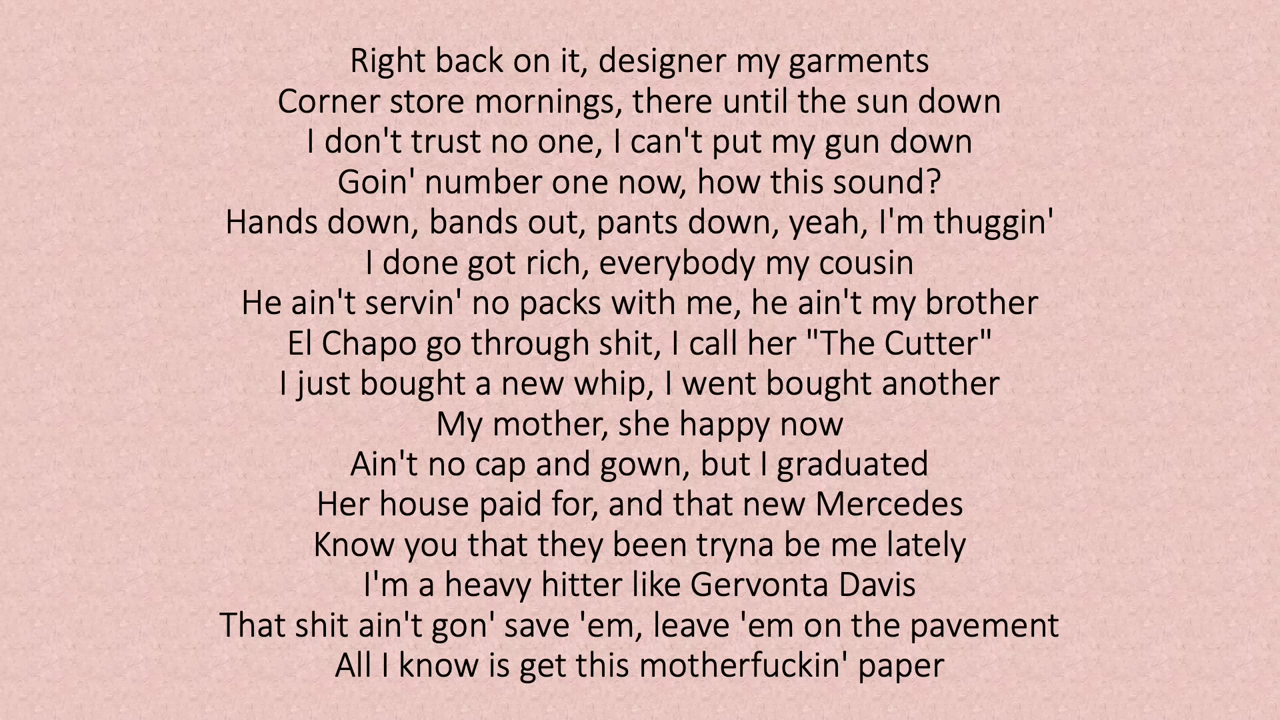 Right back on it, designer my garments
Corner store mornings, there until the sun down
I don't trust no one, I can't put my gun down
Goin' number one now, how this sound?
Hands down, bands out, pants down, yeah, I'm thuggin'
I done got rich, everybody my cousin
He ain't servin' no packs with me, he ain't my brother
El Chapo go through shit, I call her "The Cutter"
I just bought a new whip, I went bought another
My mother, she happy now
Ain't no cap and gown, but I graduated
Her house paid for, and that new Mercedes
Know you that they been tryna be me lately
I'm a heavy hitter like Gervonta Davis
That shit ain't gon' save 'em, leave 'em on the pavement
All I know is get this motherfuckin' paper